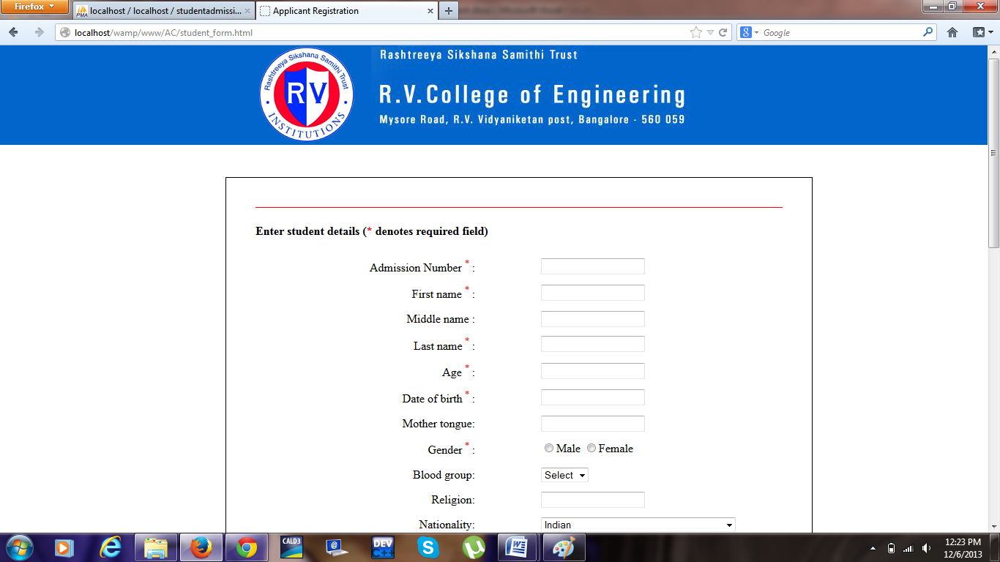 Firefox
localhost / localhost / studentadmissi...
Applicant Registration
localhost/wamp/www/AC/student_form.html
Google
Rashtreeya Sikshana Samithi Trust
RV
INSTITUTIONS
Rashtreeya Sikshana Samithi Trust
R.V.College of Engineering
Mysore Road, R.V. Vidyaniketan post, Bangalore - 560 059
Enter student details (* denotes required field)
Admission Number * :
First name * :
Middle name :
Last name * :
Age * :
Date of birth * :
Mother tongue:
Gender * : Male Female
Blood group: Select
Religion:
Nationality: Indian
CALD3
DEV
C++
12:23 PM
12/6/2013